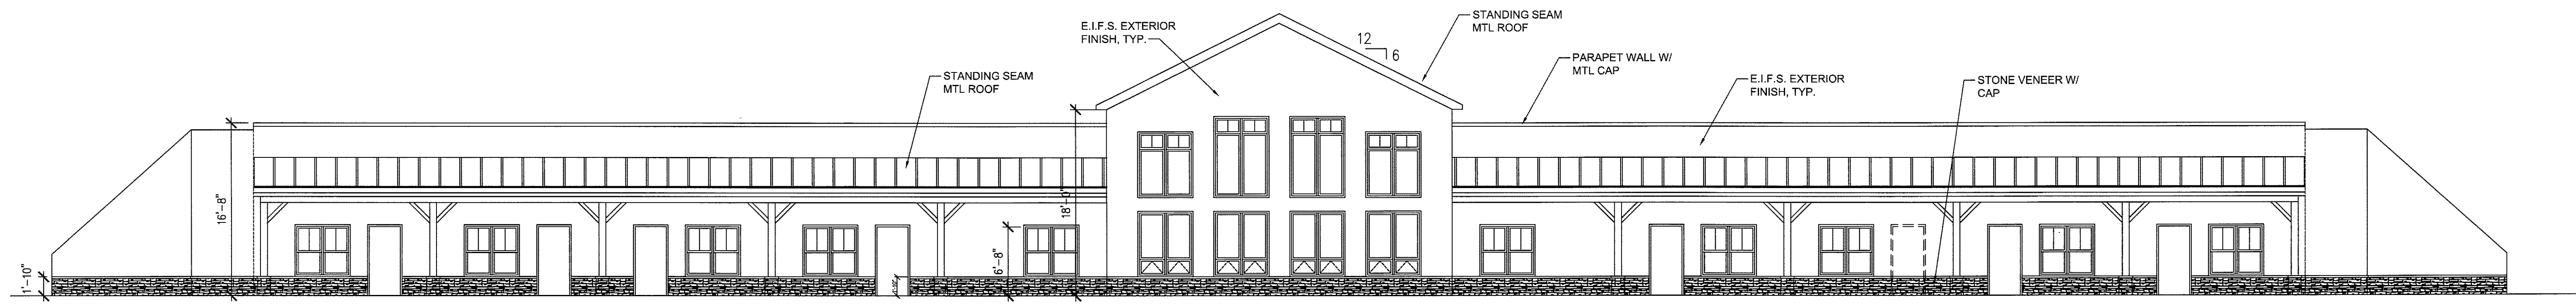 STANDING SEAM
MTL ROOF
E.I.F.S. EXTERIOR
FINISH, TYP.
12
6
STANDING SEAM
MTL ROOF
PARAPET WALL W/
MTL CAP
E.I.F.S. EXTERIOR
FINISH, TYP.
STONE VENEER W/
CAP
1'-10"
16'-8"
6'-8"
18'-0"